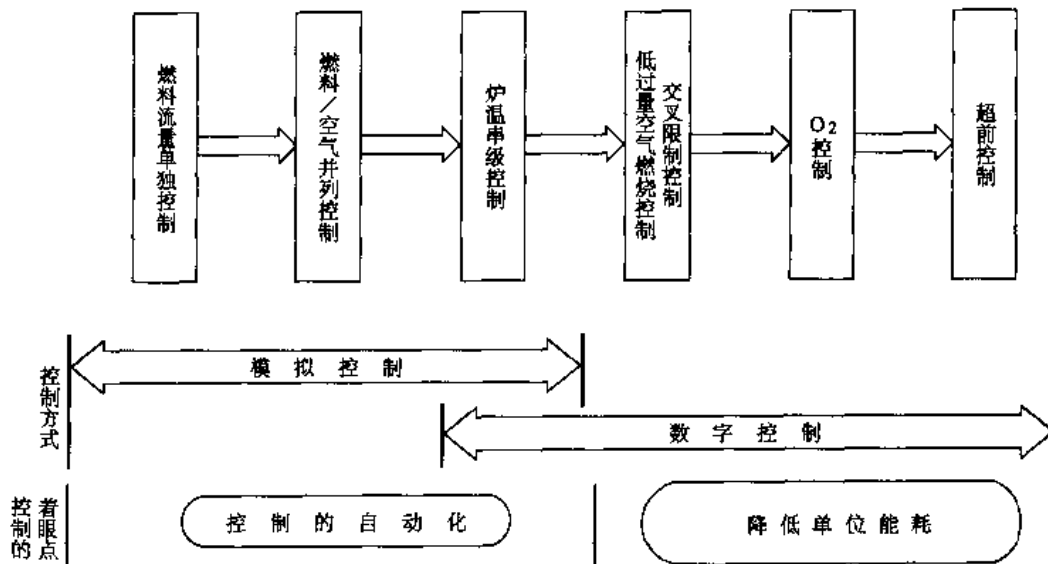 燃料流量单独控制
燃料／空气并列控制
炉温串级控制
交叉限制控制
低过量空气燃烧控制
O₂
控制
超前控制
控制方式
模拟控制
数字控制
控制的
着眼点
控制的自动化
降低单位能耗